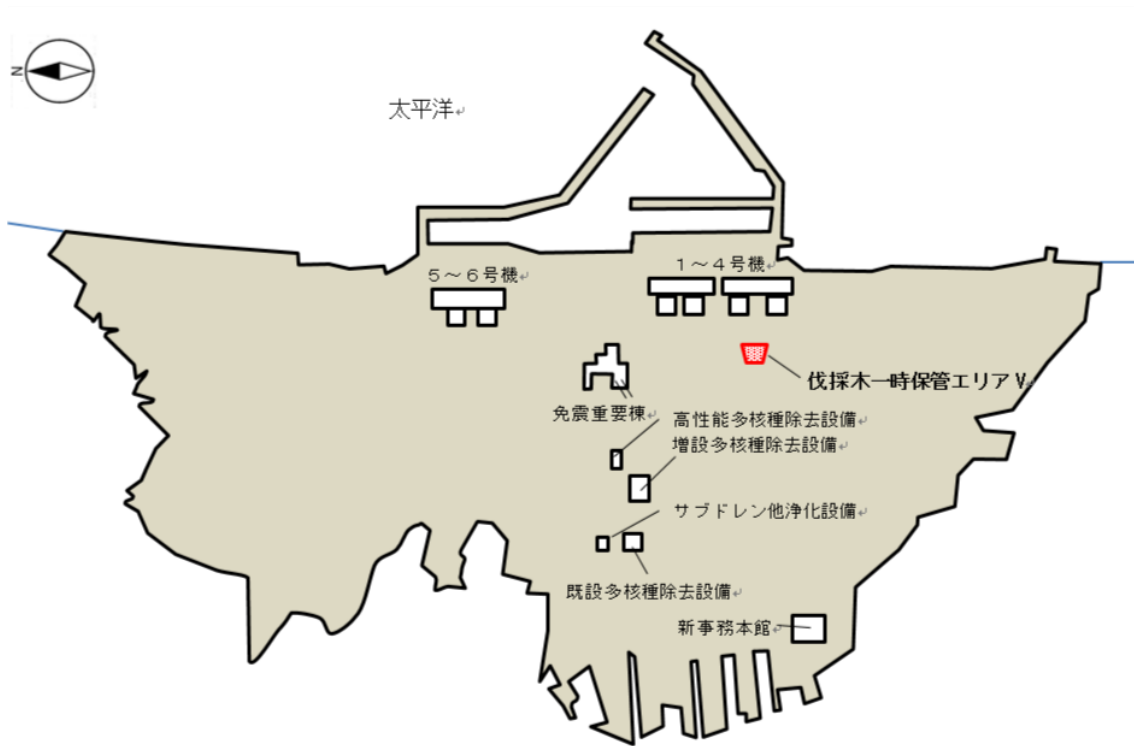 N
太平洋
5～6号機
1～4号機
伐採木一時保管エリアV
免震重要棟
高性能多核種除去設備
増設多核種除去設備
サブドレン他浄化設備
既設多核種除去設備
新事務本館